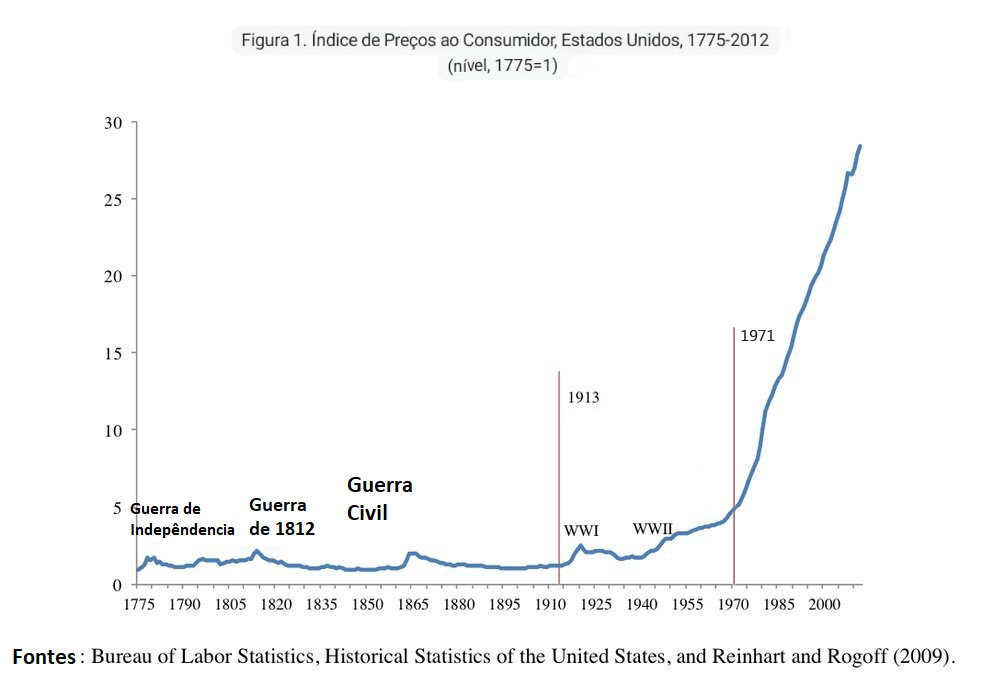 Figura 1. Índice de Preços ao Consumidor, Estados Unidos, 1775-2012
(nível, 1775=1)
30
25
20
15
10
5
0
1971
1913
Guerra
Civil
Guerra
de 1812
Guerra de
Indepêndencia
WWI
WWII
1775 1790 1805 1820 1835 1850 1865 1880 1895 1910 1925 1940 1955 1970 1985 2000
Fontes : Bureau of Labor Statistics, Historical Statistics of the United States, and Reinhart and Rogoff (2009).